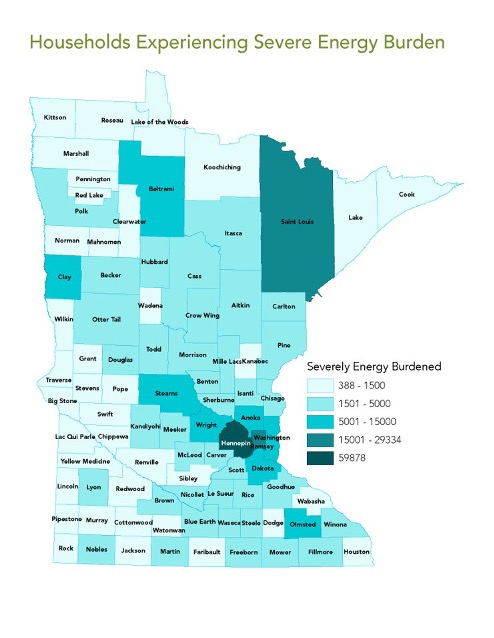 Households Experiencing Severe Energy Burden
Kittson
Roseau
Lake of the Woods
Marshall
Koochiching
Pennington
Red Lake
Beltrami
Cook
Polk
Clearwater
Saint Louis
Lake
Itasca
Norman
Mahnomen
Hubbard
Clay
Becker
Cass
Wadena
Aitkin
Carlton
Crow Wing
Wilkin
Otter Tail
Todd
Morrison
Pine
Grant
Douglas
Mille Lacs
Kanabec
Traverse
Stevens
Pope
Stearns
Benton
Sherburne
Isanti
Chisago
Big Stone
Swift
Kandiyohi
Meeker
Wright
Anoka
Lac Qui Parle
Chippewa
Hennepin
Washington
Ramsey
McLeod
Carver
Yellow Medicine
Renville
Scott
Dakota
Sibley
Lincoln
Lyon
Redwood
Nicollet
Le Sueur
Rice
Goodhue
Brown
Wabasha
Pipestone
Murray
Cottonwood
Watonwan
Blue Earth
Waseca
Steele
Dodge
Olmsted
Winona
Rock
Nobles
Jackson
Martin
Faribault
Freeborn
Mower
Fillmore
Houston
Severely Energy Burdened
388 - 1500
1501 - 5000
5001 - 15000
15001 - 29334
59878